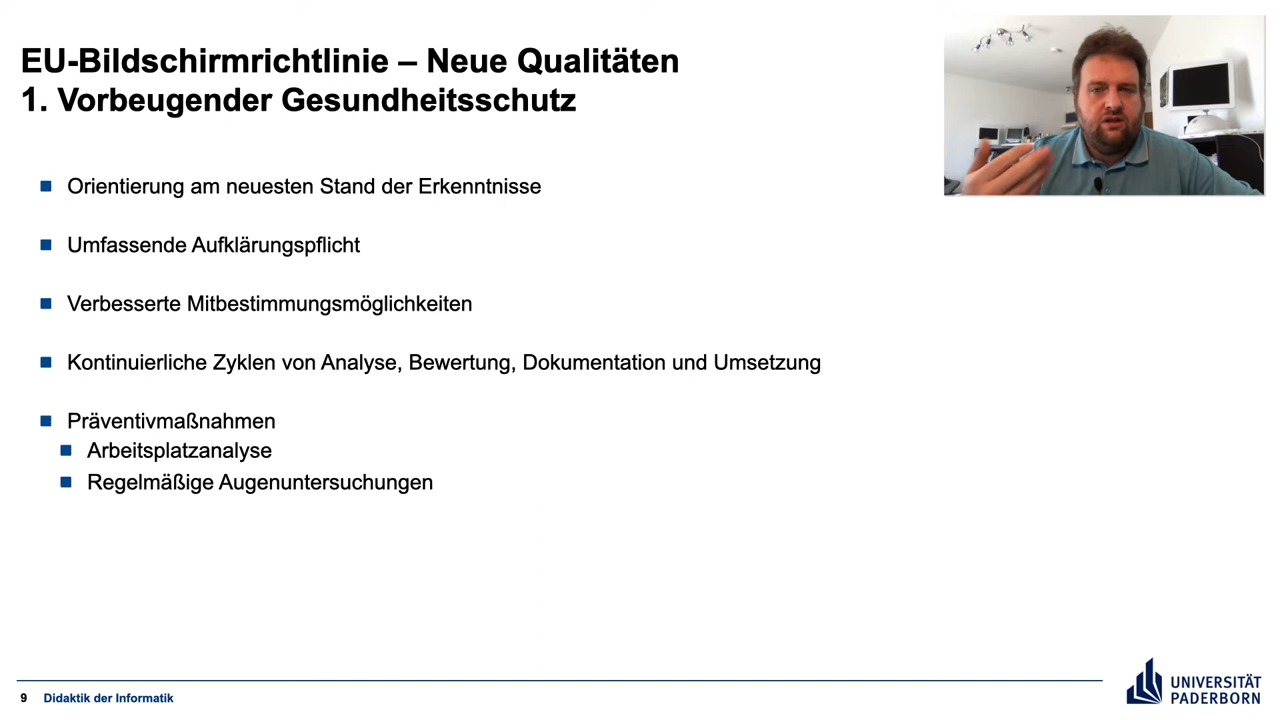 EU-Bildschirmrichtlinie – Neue Qualitäten
1. Vorbeugender Gesundheitsschutz
Orientierung am neuesten Stand der Erkenntnisse
Umfassende Aufklärungspflicht
Verbesserte Mitbestimmungsmöglichkeiten
Kontinuierliche Zyklen von Analyse, Bewertung, Dokumentation und Umsetzung
Präventivmaßnahmen
Arbeitsplatzanalyse
Regelmäßige Augenuntersuchungen
9 Didaktik der Informatik
UNIVERSITÄT
PADERBORN